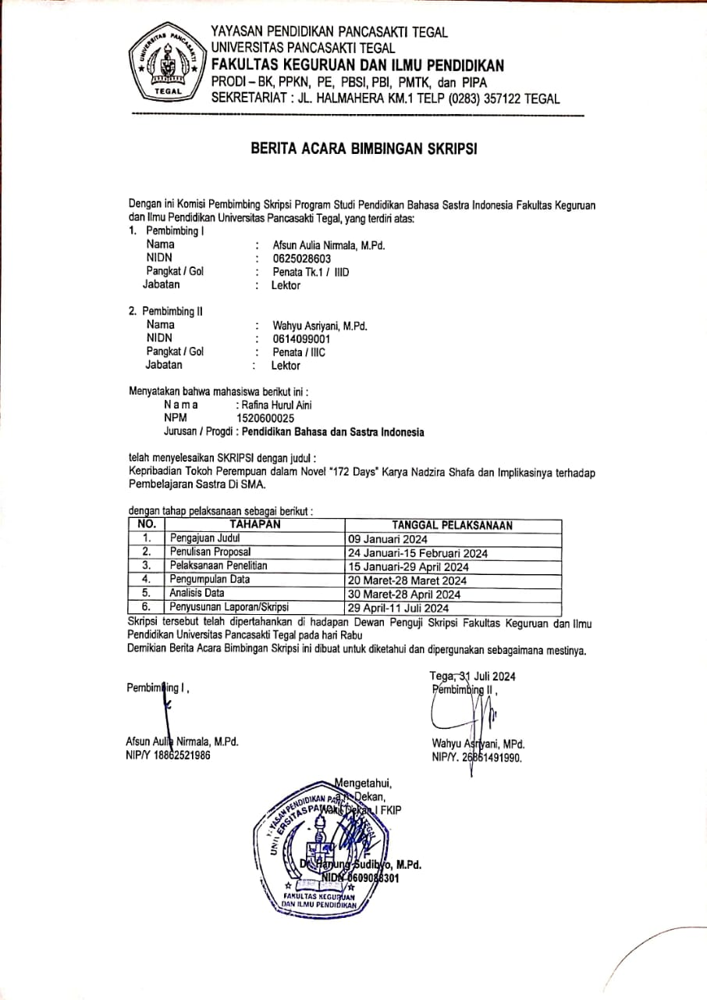 UNIVERSITAS PANCASAKTI
TEGAL
YAYASAN PENDIDIKAN PANCASAKTI TEGAL
UNIVERSITAS PANCASAKTI TEGAL
FAKULTAS KEGURUAN DAN ILMU PENDIDIKAN
PRODI – BK, PPKN, PE, PBSI, PBI, PMTK, dan PIPA
SEKRETARIAT : JL. HALMAHERA KM.1 TELP (0283) 357122 TEGAL
BERITA ACARA BIMBINGAN SKRIPSI
Dengan ini Komisi Pembimbing Skripsi Program Studi Pendidikan Bahasa Sastra Indonesia Fakultas Keguruan
dan Ilmu Pendidikan Universitas Pancasakti Tegal, yang terdiri atas:
1. Pembimbing I
Nama : Afsun Aulia Nirmala, M.Pd.
NIDN : 0625028603
Pangkat / Gol : Penata Tk.1 / IIID
Jabatan : Lektor
2. Pembimbing II
Nama : Wahyu Asriyani, M.Pd.
NIDN : 0614099001
Pangkat / Gol : Penata / IIIC
Jabatan : Lektor
Menyatakan bahwa mahasiswa berikut ini :
N a m a : Rafina Hurul Aini
NPM 1520600025
Jurusan / Progdi : Pendidikan Bahasa dan Sastra Indonesia
telah menyelesaikan SKRIPSI dengan judul :
Kepribadian Tokoh Perempuan dalam Novel “172 Days” Karya Nadzira Shafa dan Implikasinya terhadap
Pembelajaran Sastra Di SMA.
dengan tahap pelaksanaan sebagai berikut :
NO. TAHAPAN TANGGAL PELAKSANAAN
1. Pengajuan Judul 09 Januari 2024
2. Penulisan Proposal 24 Januari-15 Februari 2024
3. Pelaksanaan Penelitian 15 Januari-29 April 2024
4. Pengumpulan Data 20 Maret-28 Maret 2024
5. Analisis Data 30 Maret-28 April 2024
6. Penyusunan Laporan/Skripsi 29 April-11 Juli 2024
Skripsi tersebut telah dipertahankan di hadapan Dewan Penguji Skripsi Fakultas Keguruan dan Ilmu
Pendidikan Universitas Pancasakti Tegal pada hari Rabu
Demikian Berita Acara Bimbingan Skripsi ini dibuat untuk diketahui dan dipergunakan sebagaimana mestinya.
Tega, 31 Juli 2024
Pembimbing I , Pembimbing II ,
Afsun Aulia Nirmala, M.Pd. Wahyu Asriyani, MPd.
NIP/Y 18862521986 NIP/Y. 26861491990.
Mengetahui,
a.n. Dekan,
Wakil Dekan I FKIP
Dr. Hanung Sudibyo, M.Pd.
NIDN 0609088301
YAYASAN PENDIDIKAN PANCASAKTI TEGAL
UNIVERSITAS PANCASAKTI TEGAL
FAKULTAS KEGURUAN
DAN ILMU PENDIDIKAN